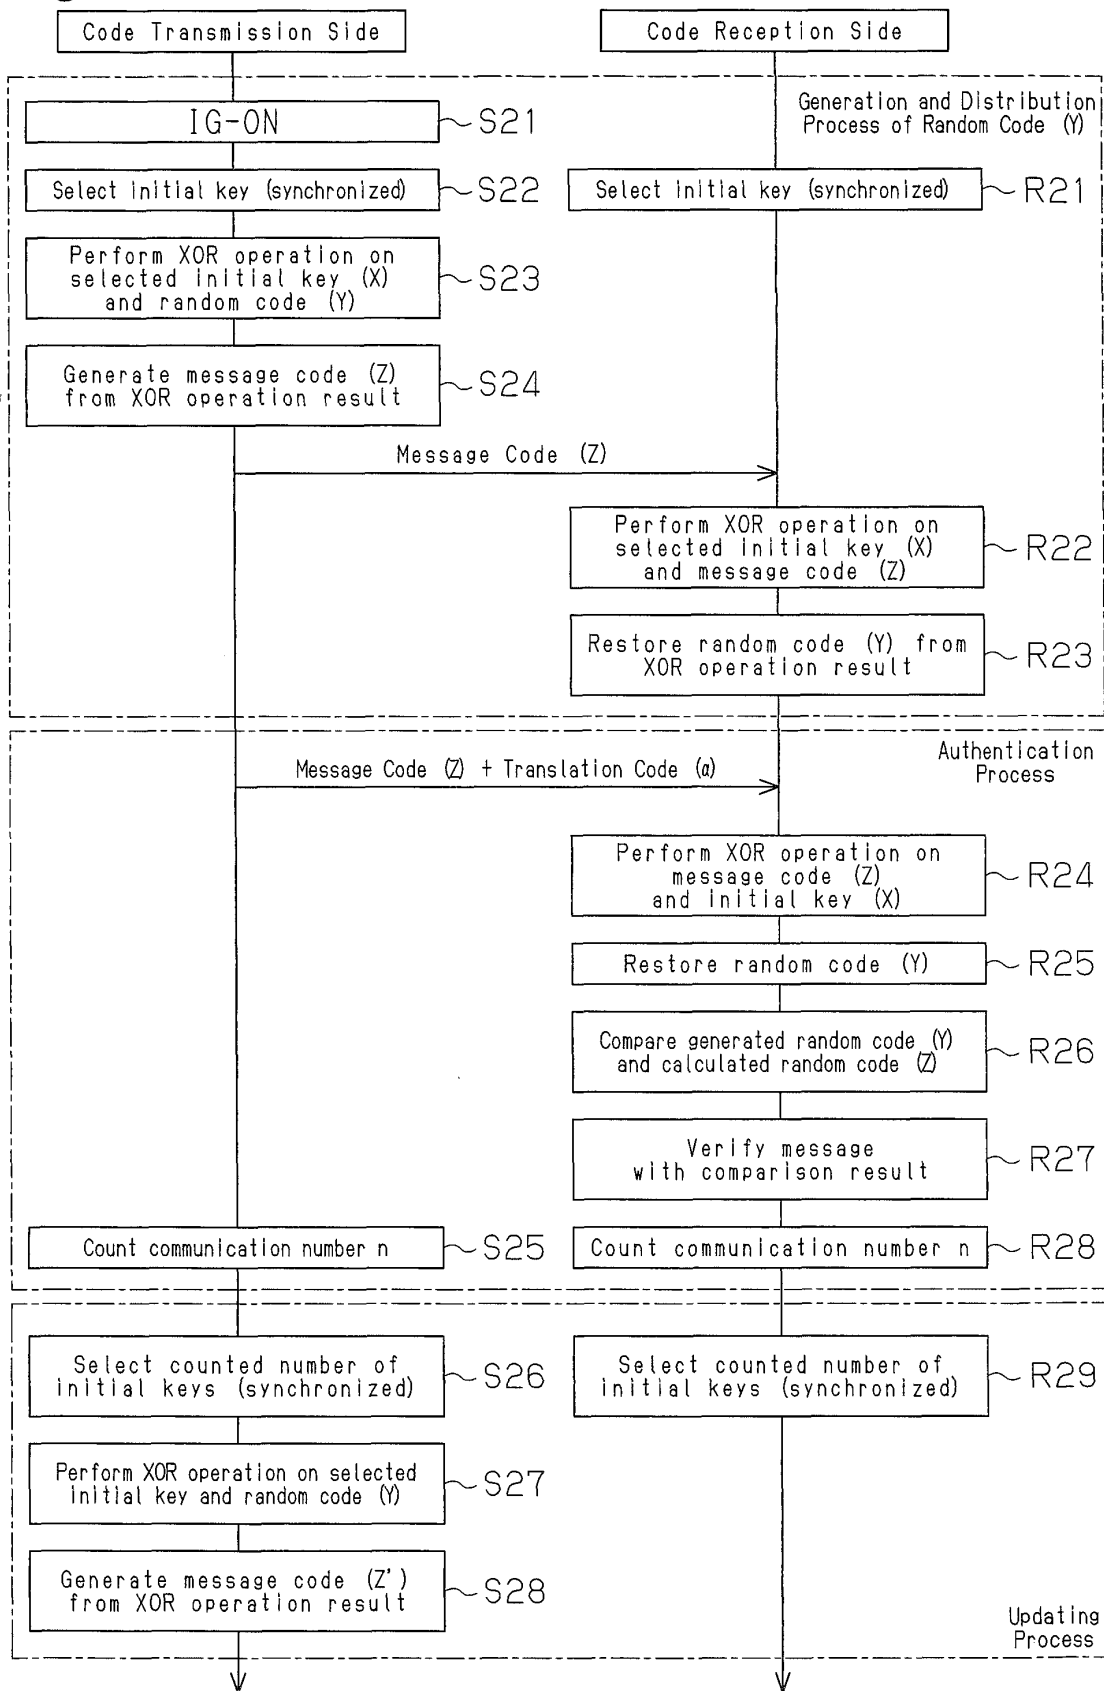 Code Transmission Side
Code Reception Side
Generation and Distribution
Process of Random Code (Y)
IG-ON
S21
Select initial key (synchronized)
S22
Select initial key (synchronized)
R21
Perform XOR operation on
selected initial key (X)
and random code (Y)
S23
Generate message code (Z)
from XOR operation result
S24
Message Code (Z)
Perform XOR operation on
selected initial key (X)
and message code (Z)
R22
Restore random code (Y) from
XOR operation result
R23
Authentication
Process
Message Code (Z) + Translation Code (α)
Perform XOR operation on
message code (Z)
and initial key (X)
R24
Restore random code (Y)
R25
Compare generated random code (Y)
and calculated random code (Z)
R26
Verify message
with comparison result
R27
Count communication number n
S25
Count communication number n
R28
Select counted number of
initial keys (synchronized)
S26
Select counted number of
initial keys (synchronized)
R29
Perform XOR operation on selected
initial key and random code (Y)
S27
Generate message code (Z')
from XOR operation result
S28
Updating
Process